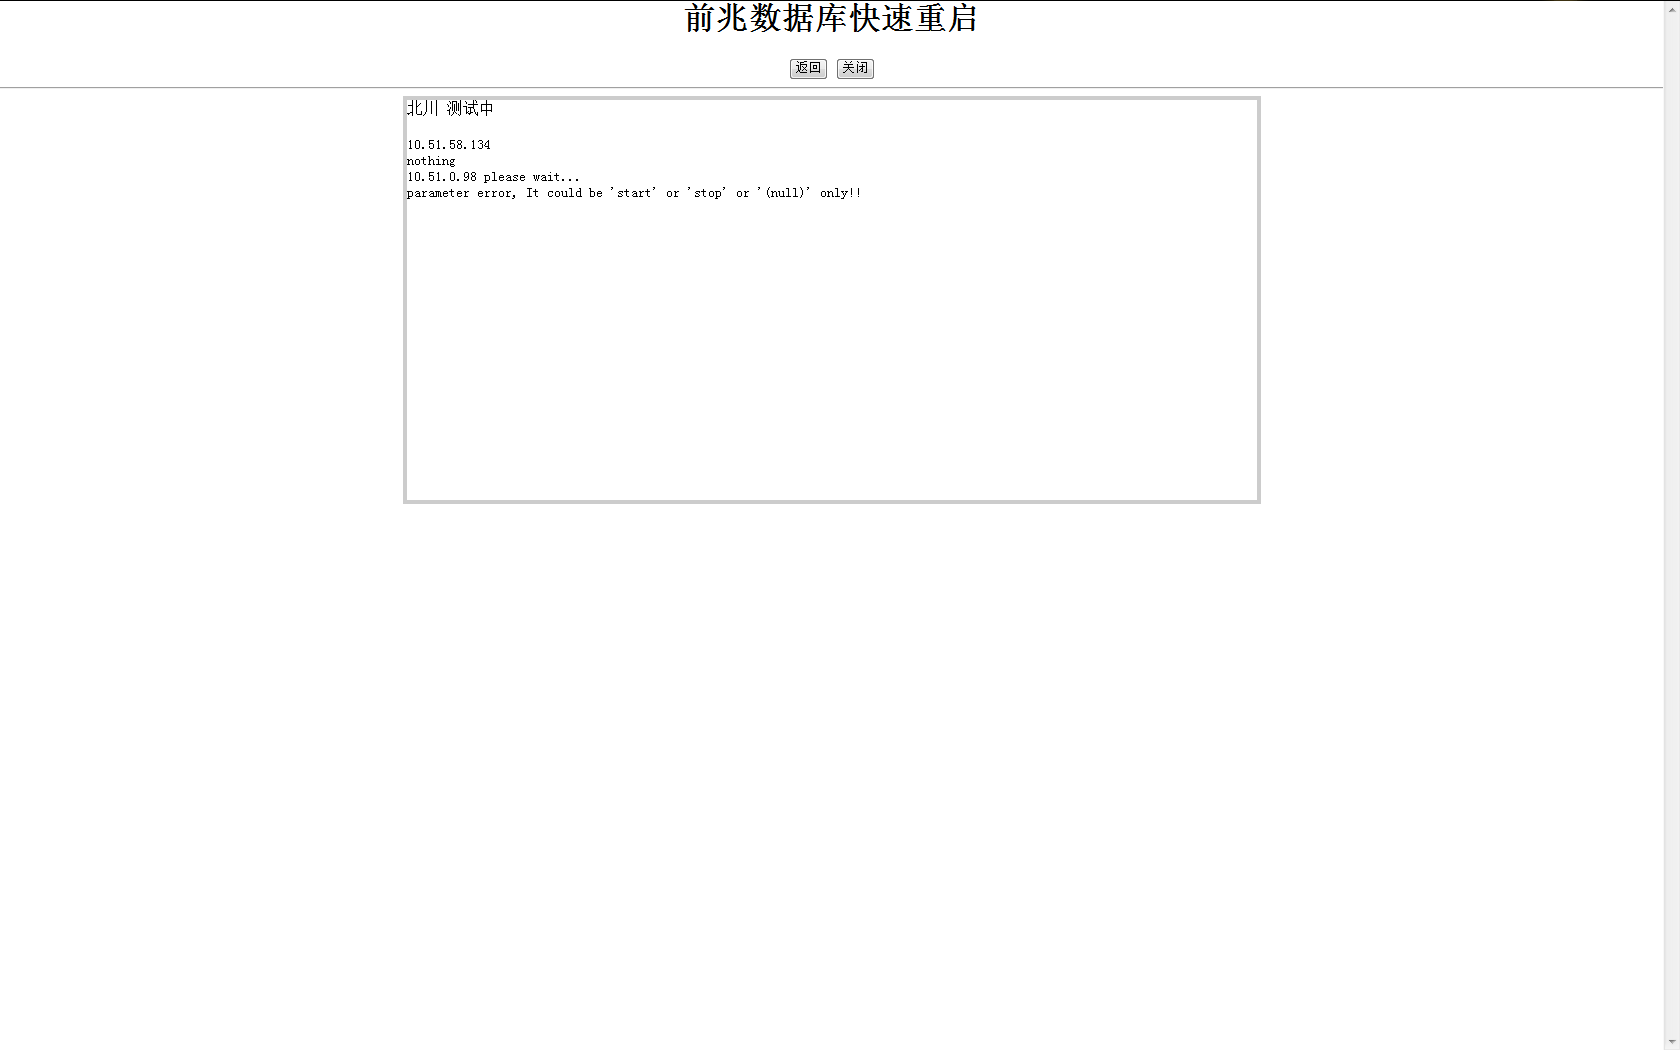 前兆数据库快速重启
返回 关闭
北川 测试中
10.51.58.134
nothing
10.51.0.98 please wait...
parameter error, It could be 'start' or 'stop' or '(null)' only!!